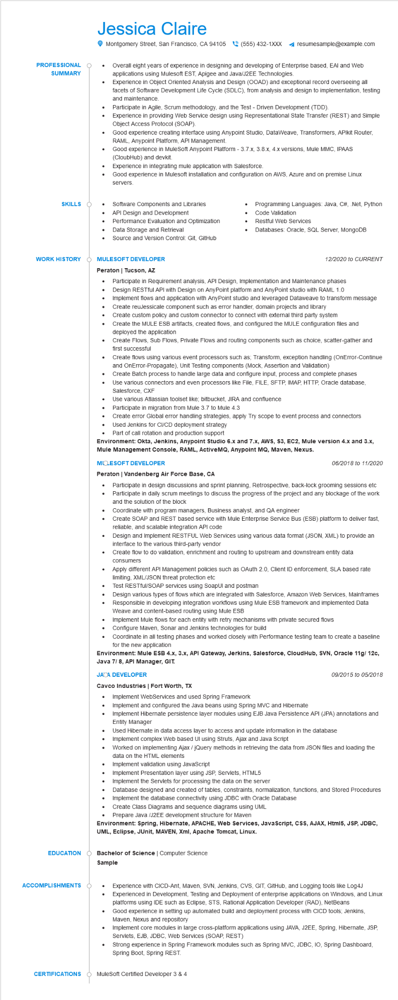 Jessica Claire
Montgomery Street, San Francisco, CA 94105 (555) 432-1XXX resumesample@example.com
PROFESSIONAL SUMMARY
• Overall eight years of experience in designing and developing of Enterprise based, EAI and Web
applications using Mulesoft EST, Apigee and Java/J2EE Technologies.
• Experience in Object Oriented Analysis and Design (OOAD) and exceptional record overseeing all
facets of Software Development Life Cycle (SDLC), from analysis and design to implementation, testing
and maintenance.
• Participate in Agile, Scrum methodology, and the Test - Driven Development (TDD).
• Experience in providing Web Service design using Representational State Transfer (REST) and Simple
Object Access Protocol (SOAP).
• Good experience creating interface using Anypoint Studio, DataWeave, Transformers, APIkit Router,
RAML, Anypoint Platform, API Management.
• Good experience in MuleSoft Anypoint Platform - 3.7.x, 3.8.x, 4.x versions, Mule MMC, IPAAS
(CloubHub) and devkit.
• Experience in integrating mule application with Salesforce.
• Good experience in Mulesoft installation and configuration on AWS, Azure and on premise Linux
servers.
SKILLS
• Software Components and Libraries
• API Design and Development
• Performance Evaluation and Optimization
• Data Storage and Retrieval
• Source and Version Control: Git, GitHub
• Programming Languages: Java, C#, .Net, Python
• Code Validation
• Restful Web Services
• Databases: Oracle, SQL Server, MongoDB
WORK HISTORY
MULESOFT DEVELOPER 12/2020 to CURRENT
Peraton | Tucson, AZ
• Participate in Requirement analysis, API Design, Implementation and Maintenance phases
• Design RESTful API with Design on AnyPoint platform and AnyPoint studio with RAML 1.0
• Implement flows and application with AnyPoint studio and leveraged Dataweave to transform message
• Create reuJessicale component such as error handler, domain projects and library
• Create custom policy and custom connector to connect with external third party system
• Create the MULE ESB artifacts, created flows, and configured the MULE configuration files and
deployed the application
• Create Flows, Sub Flows, Private Flows and routing components such as choice, scatter-gather and
first successful
• Create flows using various event processors such as; Transform, exception handling (OnError-Continue
and OnError-Propagate), Unit Testing components (Mock, Assertion and Validation)
• Create Batch process to handle large data and configure input, process and complete phases
• Use various connectors and even processors like File, FILE, SFTP, IMAP, HTTP, Oracle database,
Salesforce, CXF
• Use various Atlassian toolset like; bitbucket, JIRA and confluence
• Participate in migration from Mule 3.7 to Mule 4.3
• Create error Global error handling strategies, apply Try scope to event process and connectors
• Used Jenkins for CI/CD deployment strategy
• Part of call rotation and production support
Environment: Okta, Jenkins, Anypoint Studio 6.x and 7.x, AWS, S3, EC2, Mule version 4.x and 3.x,
Mule Management Console, RAML, ActiveMQ, Anypoint MQ, Maven, Nexus.
MULESOFT DEVELOPER 06/2018 to 11/2020
Peraton | Vandenberg Air Force Base, CA
• Participate in design discussions and sprint planning, Retrospective, back-lock grooming sessions etc
• Participate in daily scrum meetings to discuss the progress of the project and any blockage of the work
and the solution of the block
• Coordinate with program managers, Business analyst, and QA engineer
• Create SOAP and REST based service with Mule Enterprise Service Bus (ESB) platform to deliver fast,
reliable, and scalable integration API code
• Design and Implement RESTFUL Web Services using various data format (JSON, XML) to provide an
interface to the various third-party vendor
• Create flow to do validation, enrichment and routing to upstream and downstream entity data
consumers
• Apply different API Management policies such as OAuth 2.0, Client ID enforcement, SLA based rate
limiting, XML/JSON threat protection etc
• Test RESTful/SOAP services using SoapUI and postman
• Design various types of flows which are integrated with Salesforce, Amazon Web Services, Mainframes
• Responsible in developing integration workflows using Mule ESB framework and implemented Data
Weave and content-based routing using Mule ESB
• Implement Mule flows for each entity with retry mechanisms with private secured flows
• Configure Maven, Sonar and Jenkins technologies for build
• Coordinate in all testing phases and worked closely with Performance testing team to create a baseline
for the new application
Environment: Mule ESB 4.x, 3.x, API Gateway, Jerkins, Salesforce, CloudHub, SVN, Oracle 11g/ 12c,
Java 7/ 8, API Manager, GIT.
JAVA DEVELOPER 09/2015 to 05/2018
Cavco Industries | Fort Worth, TX
• Implement WebServices and used Spring Framework
• Implement and configured the Java beans using Spring MVC and Hibernate
• Implement Hibernate persistence layer modules using EJB Java Persistence API (JPA) annotations and
Entity Manager
• Used Hibernate in data access layer to access and update information in the database
• Implement complex Web based UI using Struts, Ajax and Java Script
• Worked on implementing Ajax / jQuery methods in retrieving the data from JSON files and loading the
data on the HTML elements
• Implement validation using JavaScript
• Implement Presentation layer using JSP, Servlets, HTML5
• Implement the Servlets for processing the data on the server
• Database designed and created of tables, constraints, normalization, functions, and Stored Procedures
• Implement the database connectivity using JDBC with Oracle Database
• Create Class Diagrams and sequence diagrams using UML
• Prepare Java /J2EE development structure for Maven
Environment: Spring, Hibernate, APACHE, Web Services, JavaScript, CSS, AJAX, Html5, JSP, JDBC,
UML, Eclipse, JUnit, MAVEN, Xml, Apache Tomcat, Linux.
EDUCATION
Bachelor of Science | Computer Science
Sample
ACCOMPLISHMENTS
• Experience with CICD-Ant, Maven, SVN, Jenkins, CVS, GIT, GitHub, and Logging tools like Log4J
• Experienced in Development, Testing and Deployment of enterprise applications on Windows, and Linux
platforms using IDE such as Eclipse, STS, Rational Application Developer (RAD), NetBeans
• Good experience in setting up automated build and deployment process with CICD tools; Jenkins,
Maven, Nexus and repository
• Implement core modules in large cross-platform applications using JAVA, J2EE, Spring, Hibernate, JSP,
Servlets, EJB, JDBC, Web Services (SOAP, REST)
• Strong experience in Spring Framework modules such as Spring MVC, JDBC, IO, Spring Dashboard,
Spring Boot, Spring REST.
CERTIFICATIONS
MuleSoft Certified Developer 3 & 4